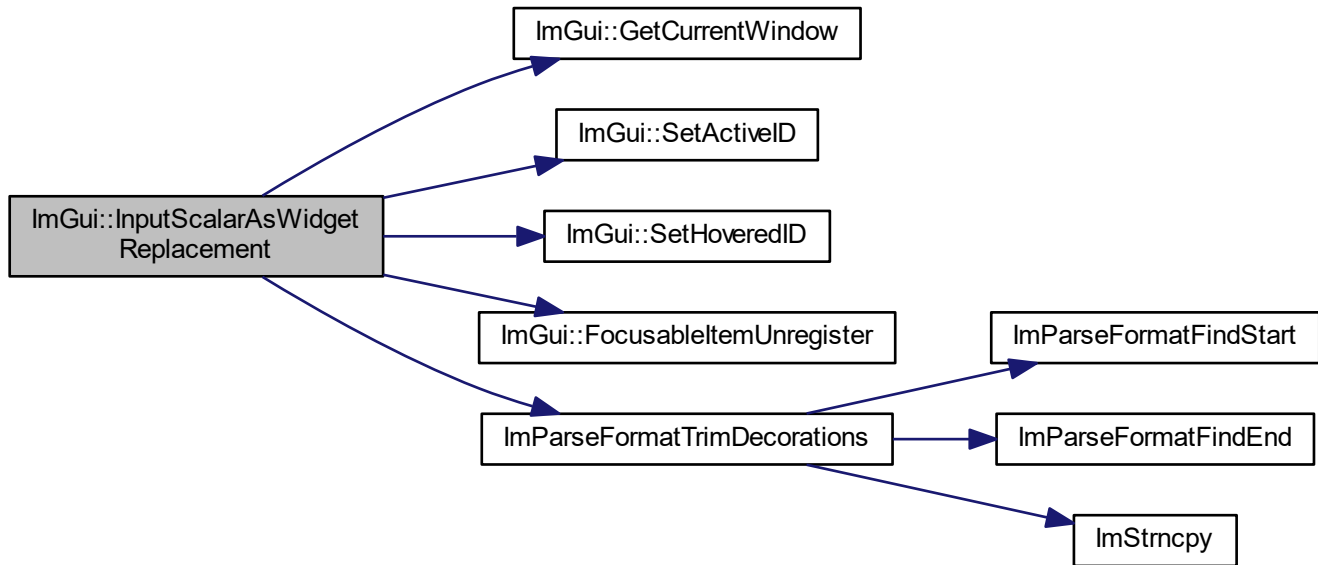 ImGui::GetCurrentWindow
ImGui::SetActiveID
ImGui::InputScalarAsWidget
Replacement
ImGui::SetHoveredID
ImGui::FocusableItemUnregister
ImParseFormatFindStart
ImParseFormatTrimDecorations
ImParseFormatFindEnd
ImStrncpy